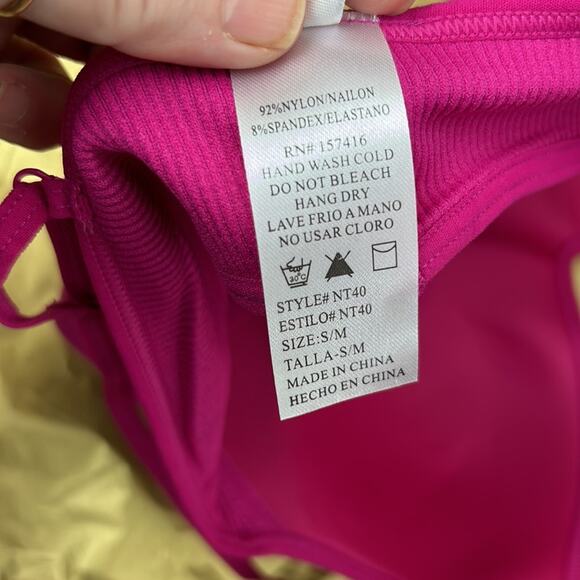 92%NYLON/NAILON
8%SPANDEX/ELASTANO
RN# 157416
HAND WASH COLD
DO NOT BLEACH
HANG DRY
LAVE FRIO A MANO
NO USAR CLORO
30°C
STYLE# NT40
ESTILO# NT40
SIZE:S/M
TALLA-S/M
MADE IN CHINA
HECHO EN CHINA